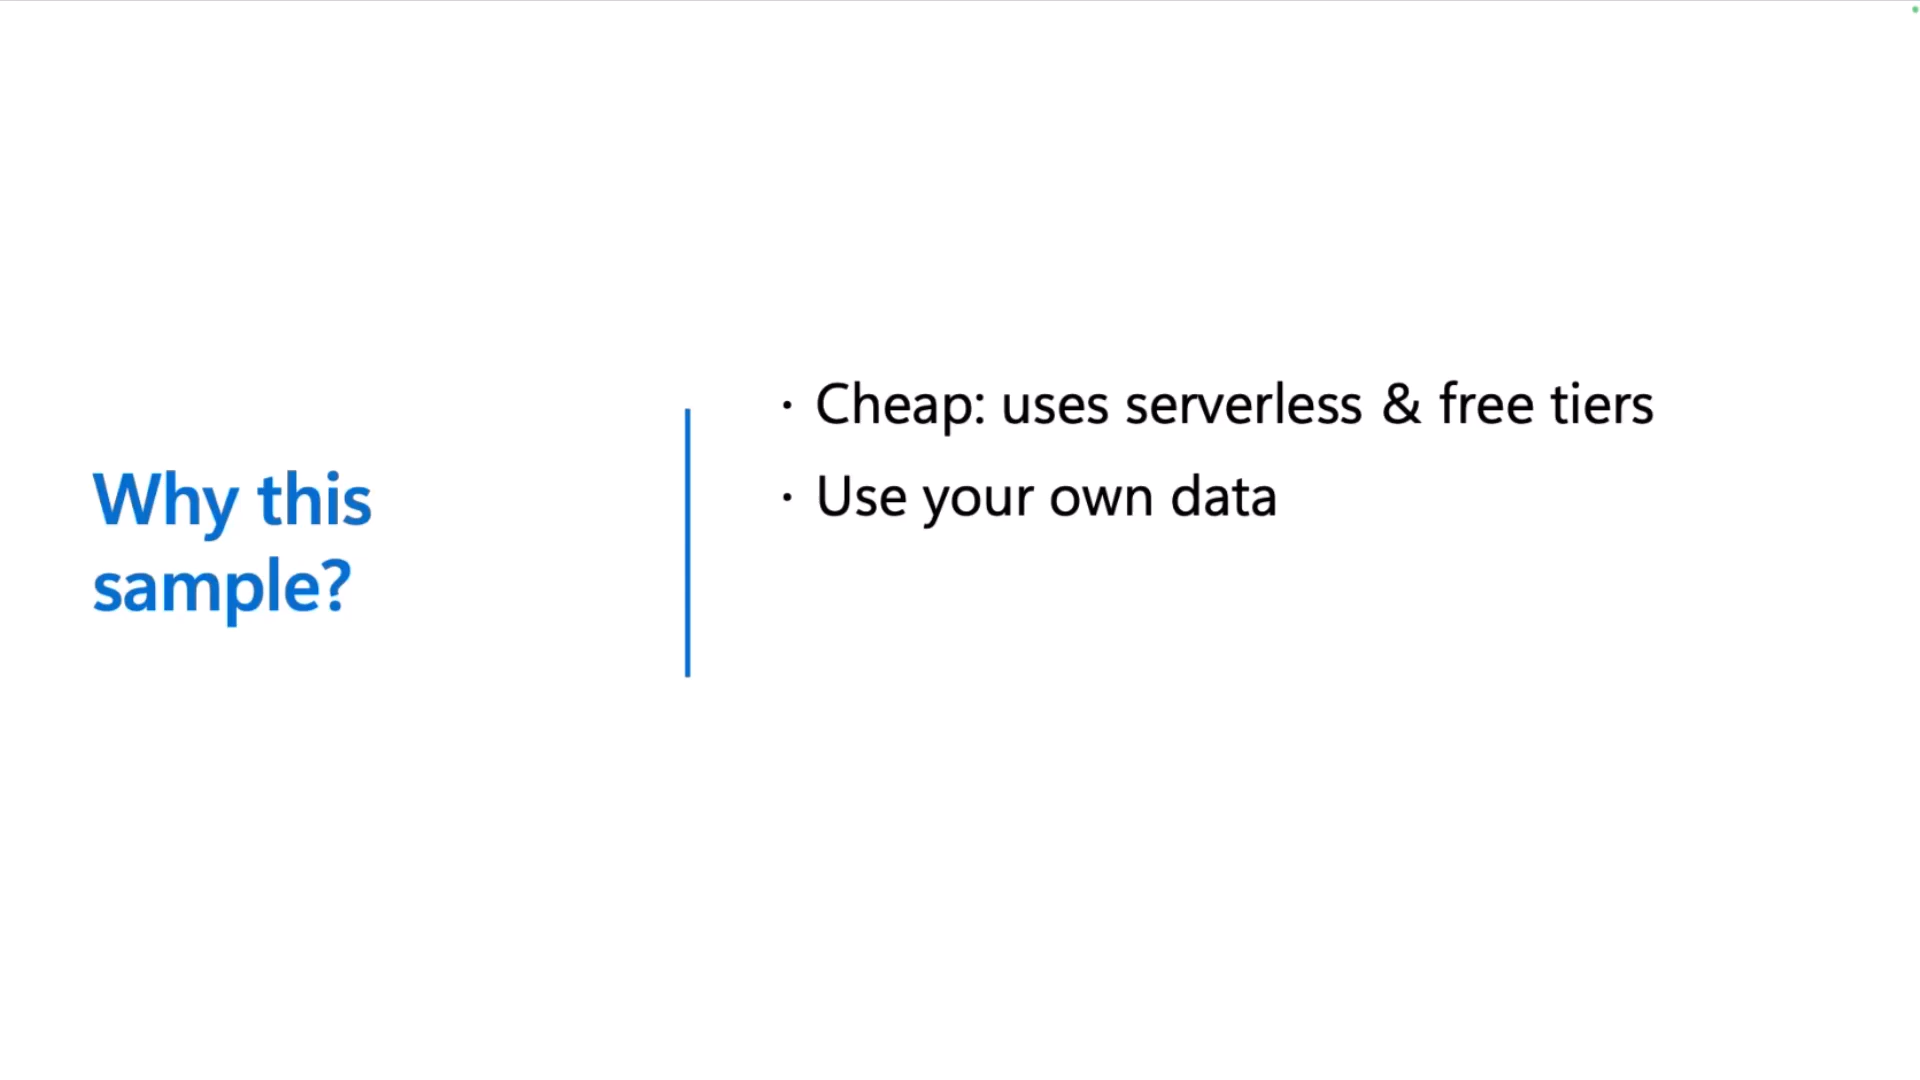 Why this
sample?
· Cheap: uses serverless & free tiers
· Use your own data